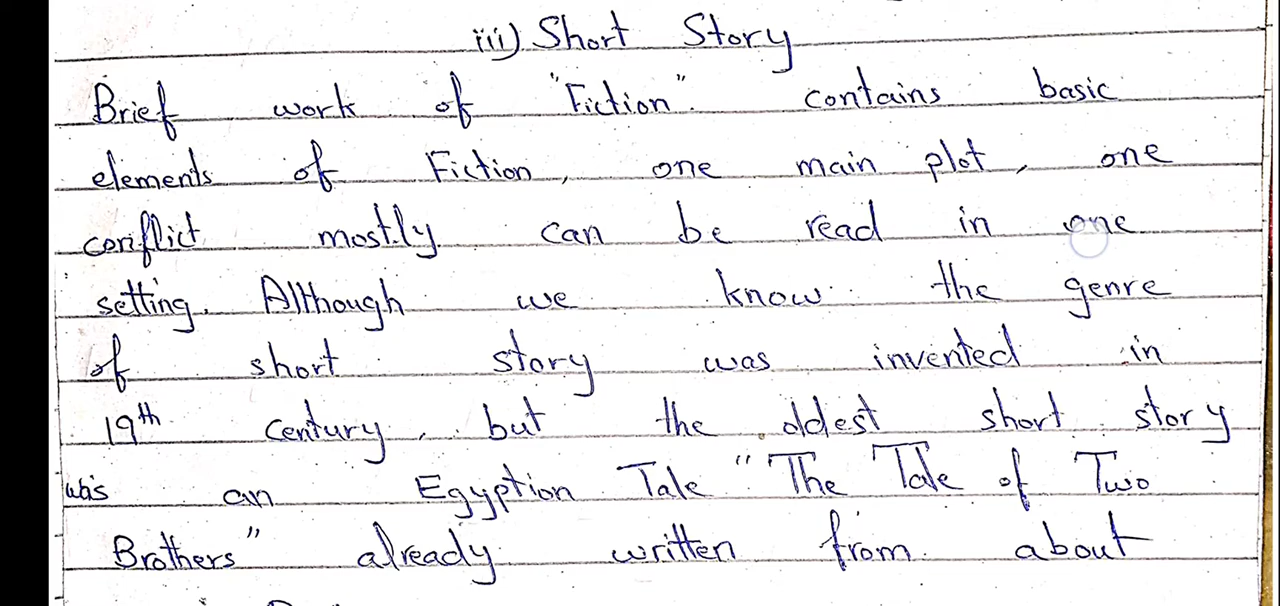 iii) Short Story
Brief work of "Fiction" contains basic
elements of Fiction, one main plot, one
conflict mostly can be read in one
setting. Although we know the genre
of short story was invented in
19th century, but the oldest short story
was an Egyption Tale "The Tale of Two
Brothers" already written from about